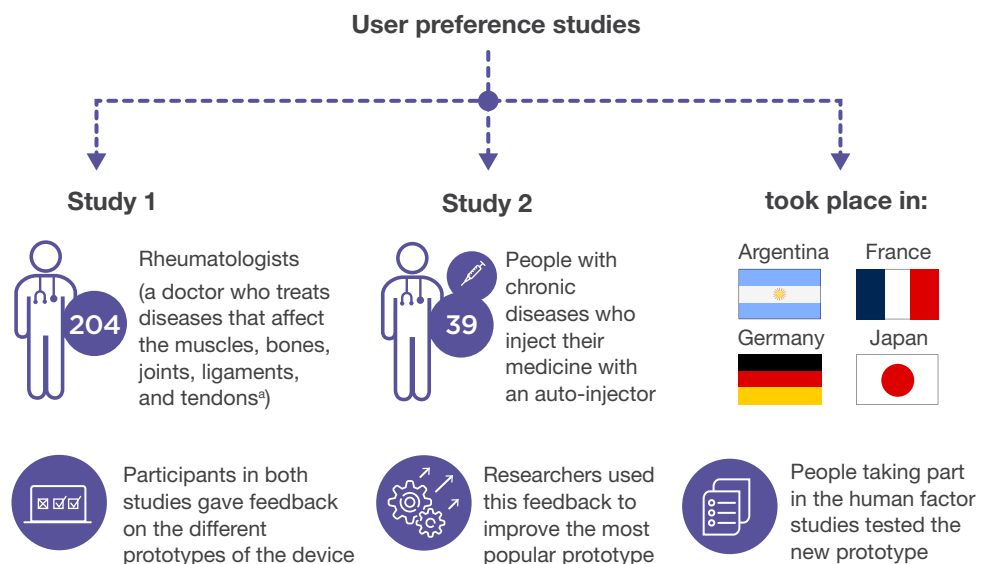 User preference studies
Study 1
204
Rheumatologists
(a doctor who treats
diseases that affect
the muscles, bones,
joints, ligaments,
and tendonsᵃ)
Study 2
39
People with
chronic
diseases who
inject their
medicine with
an auto-injector
took place in:
Argentina
France
Germany
Japan
Participants in both
studies gave feedback
on the different
prototypes of the device
Researchers used
this feedback to
improve the most
popular prototype
People taking part
in the human factor
studies tested the
new prototype